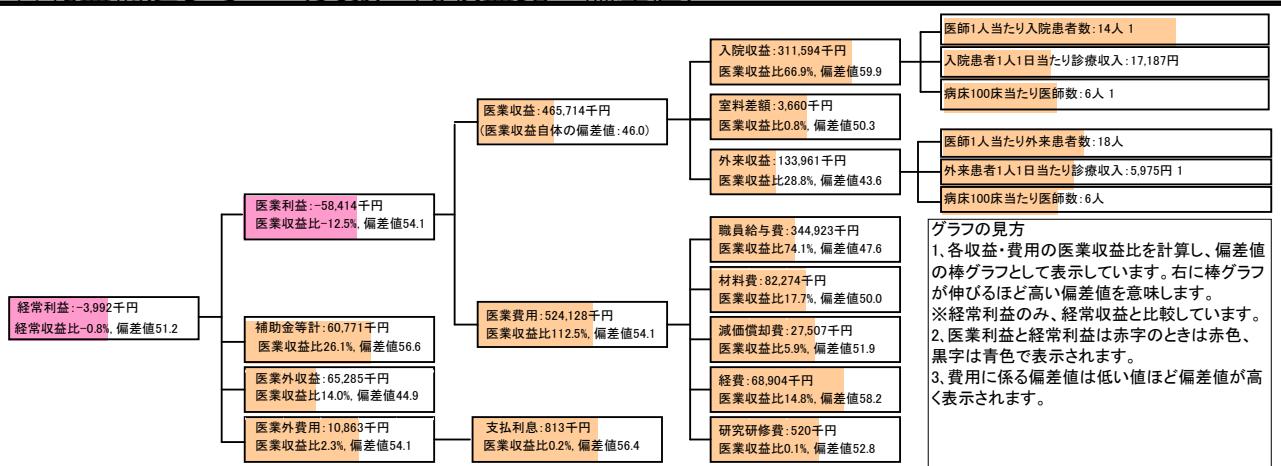 経常利益:-3,992千円
経常収益比-0.8%, 偏差値51.2
医業利益:-58,414千円
医業収益比-12.5%, 偏差値54.1
補助金等計:60,771千円
医業収益比26.1%, 偏差値56.6
医業外収益:65,285千円
医業収益比14.0%, 偏差値44.9
医業外費用:10,863千円
医業収益比2.3%, 偏差値54.1
医業収益:465,714千円
(医業収益自体の偏差値:46.0)
医業費用:524,128千円
医業収益比112.5%, 偏差値54.1
支払利息:813千円
医業収益比0.2%, 偏差値56.4
入院収益:311,594千円
医業収益比66.9%, 偏差値59.9
室料差額:3,660千円
医業収益比0.8%, 偏差値50.3
外来収益:133,961千円
医業収益比28.8%, 偏差値43.6
職員給与費:344,923千円
医業収益比74.1%, 偏差値47.6
材料費:82,274千円
医業収益比17.7%, 偏差値50.0
減価償却費:27,507千円
医業収益比5.9%, 偏差値51.9
経費:68,904千円
医業収益比14.8%, 偏差値58.2
研究研修費:520千円
医業収益比0.1%, 偏差値52.8
医師1人当たり入院患者数:14人 1
入院患者1人1日当たり診療収入:17,187円
病床100床当たり医師数:6人 1
医師1人当たり外来患者数:18人
外来患者1人1日当たり診療収入:5,975円 1
病床100床当たり医師数:6人
グラフの見方
1、各収益・費用の医業収益比を計算し、偏差値
の棒グラフとして表示しています。右に棒グラフ
が伸びるほど高い偏差値を意味します。
※経常利益のみ、経常収益と比較しています。
2、医業利益と経常利益は赤字のときは赤色、
黒字は青色で表示されます。
3、費用に係る偏差値は低い値ほど偏差値が高
く表示されます。